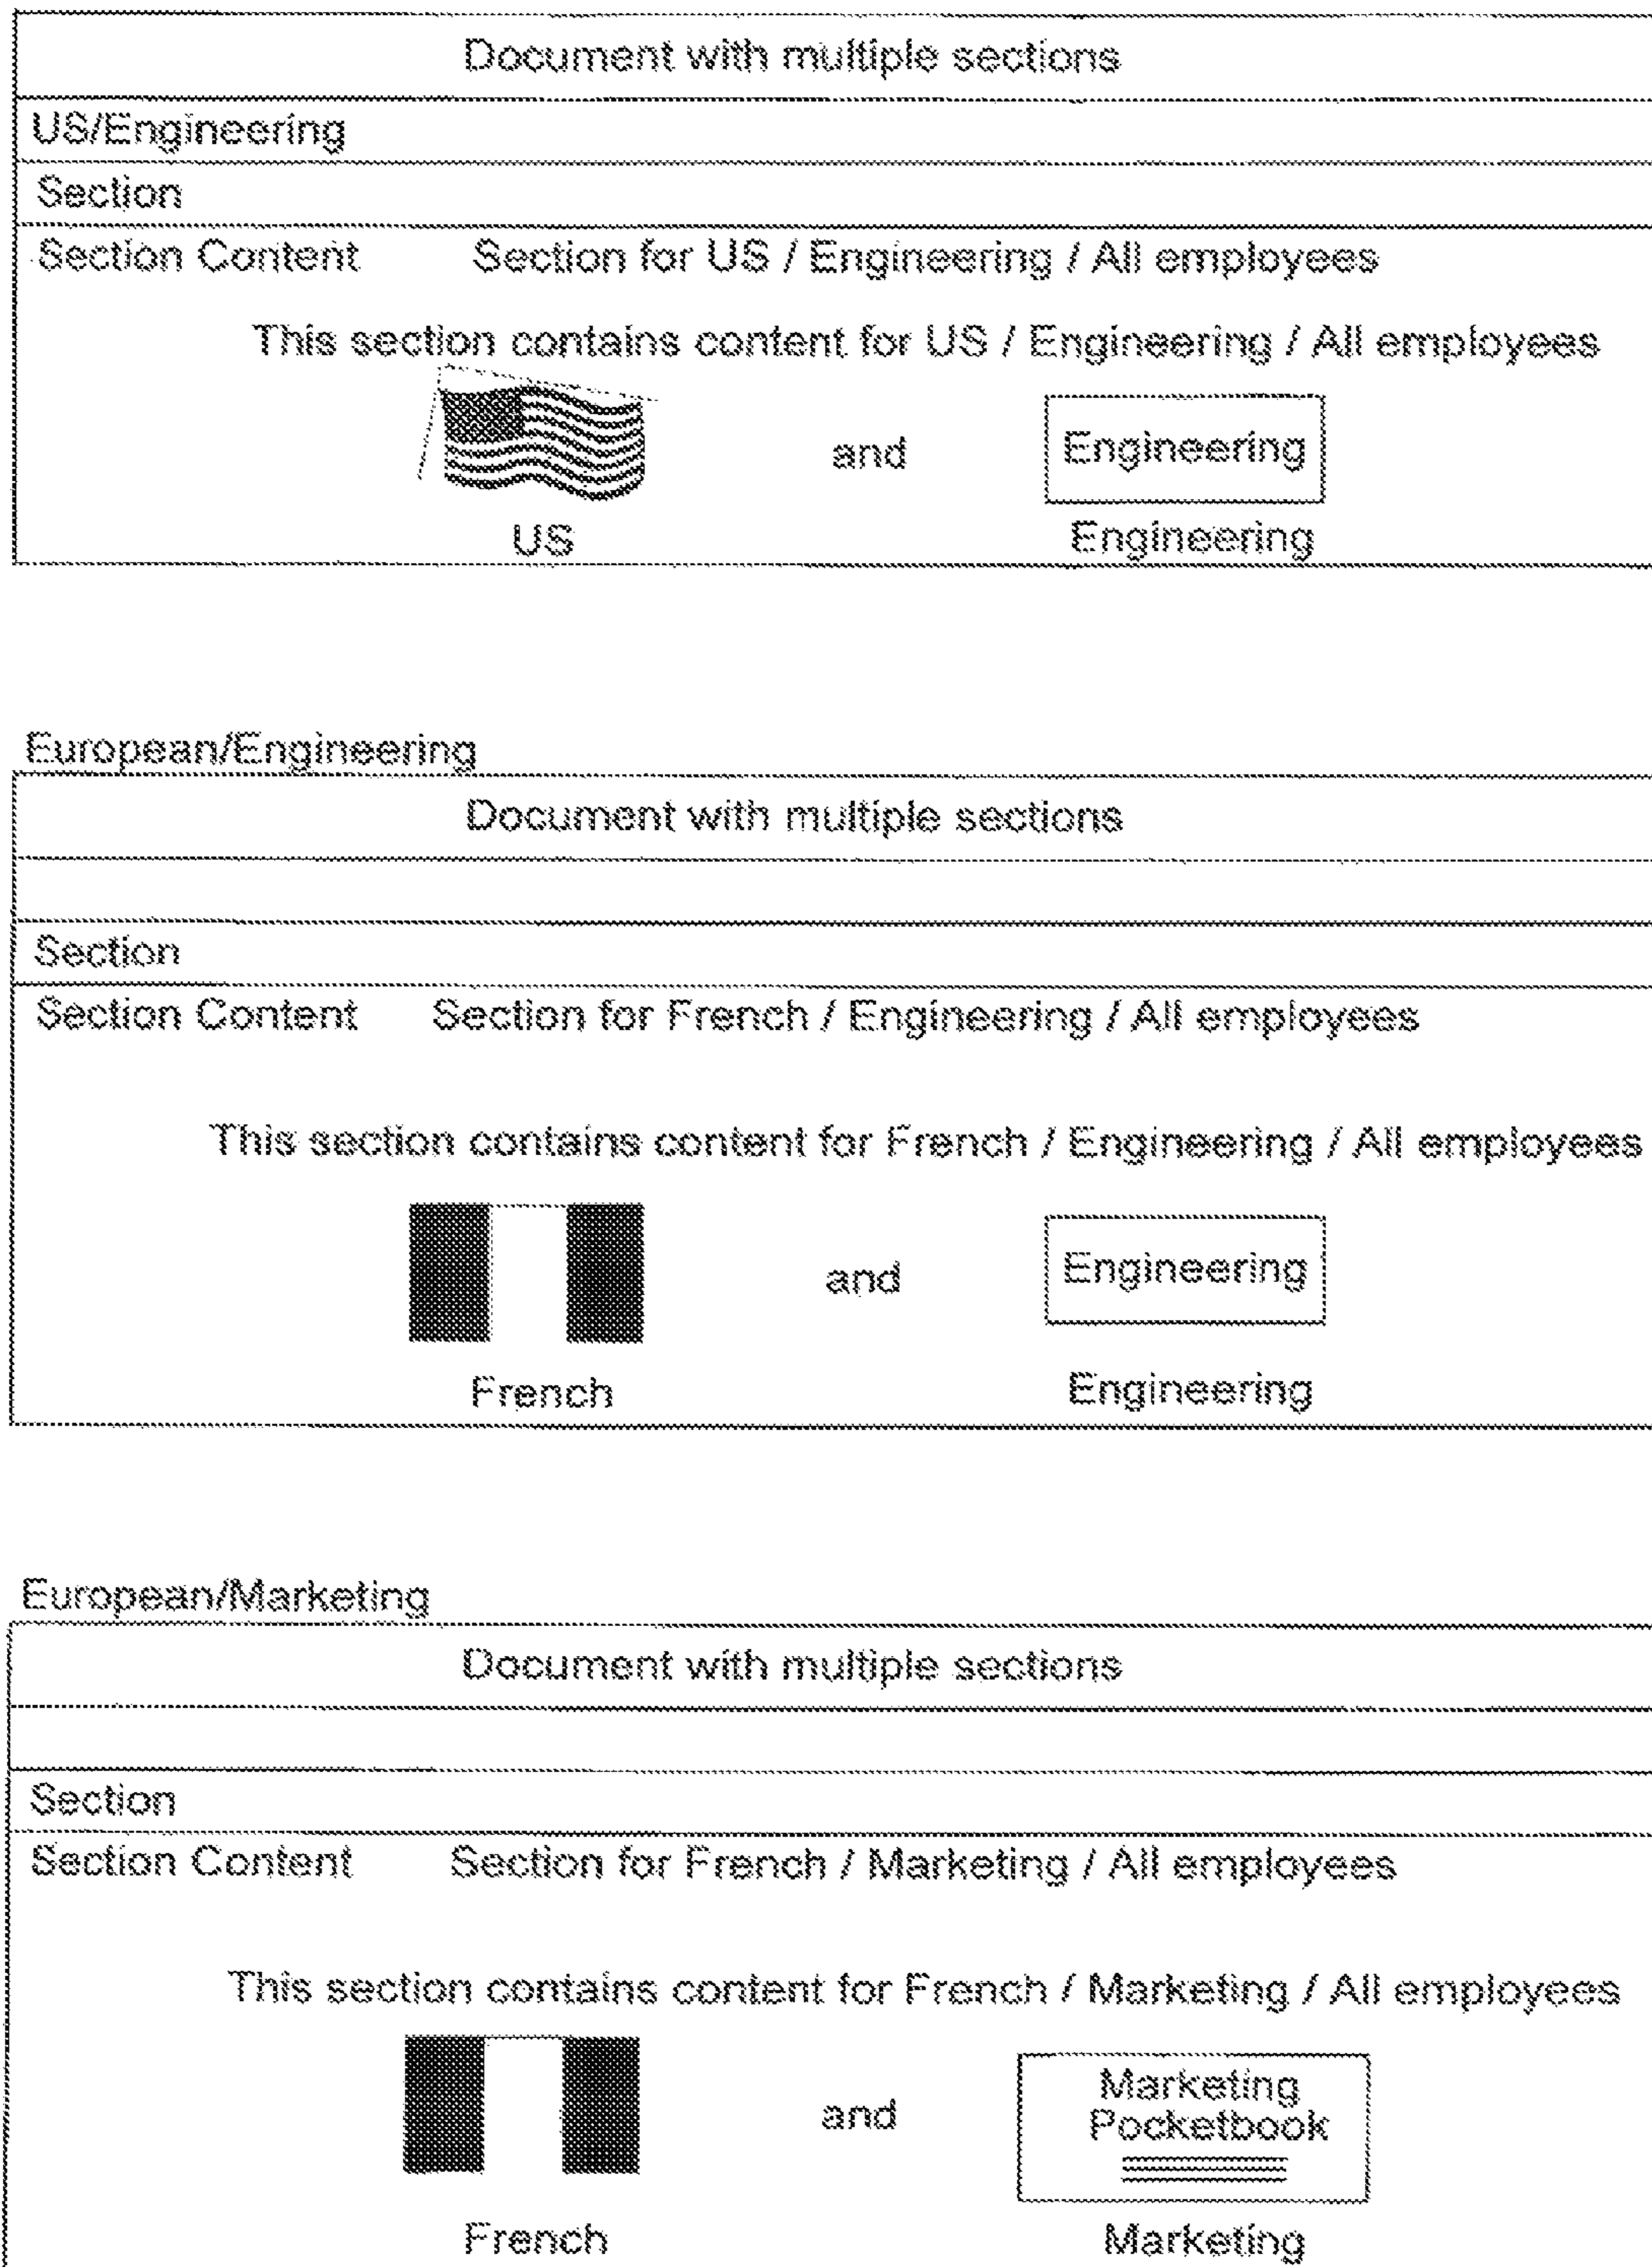 Document with multiple sections
US/Engineering
Section
Section Content Section for US / Engineering / All employees
This section contains content for US / Engineering / All employees
and Engineering
US Engineering
European/Engineering
Document with multiple sections
Section
Section Content Section for French / Engineering / All employees
This section contains content for French / Engineering / All employees
and Engineering
French Engineering
European/Marketing
Document with multiple sections
Section
Section Content Section for French / Marketing / All employees
This section contains content for French / Marketing / All employees
Marketing
and Pocketbook
French Marketing